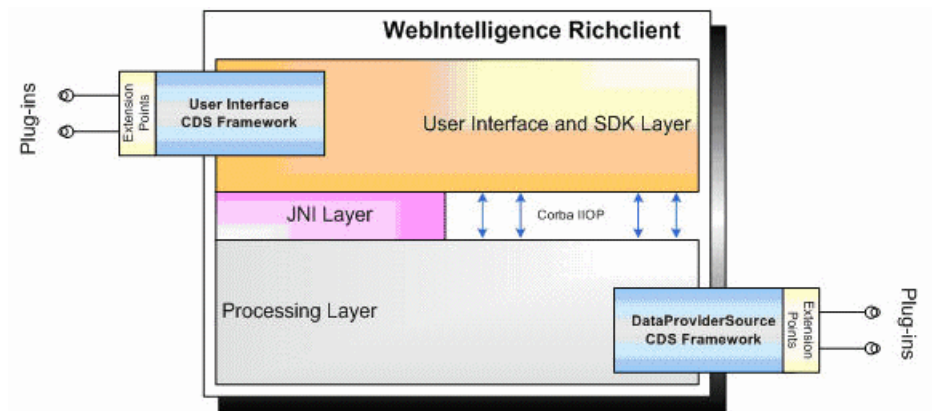 WebIntelligence Richclient
Plug-ins
Extension
Points
User Interface
CDS Framework
User Interface and SDK Layer
JNI Layer
Corba IIOP
Processing Layer
DataProviderSource
CDS Framework
Extension
Points
Plug-ins